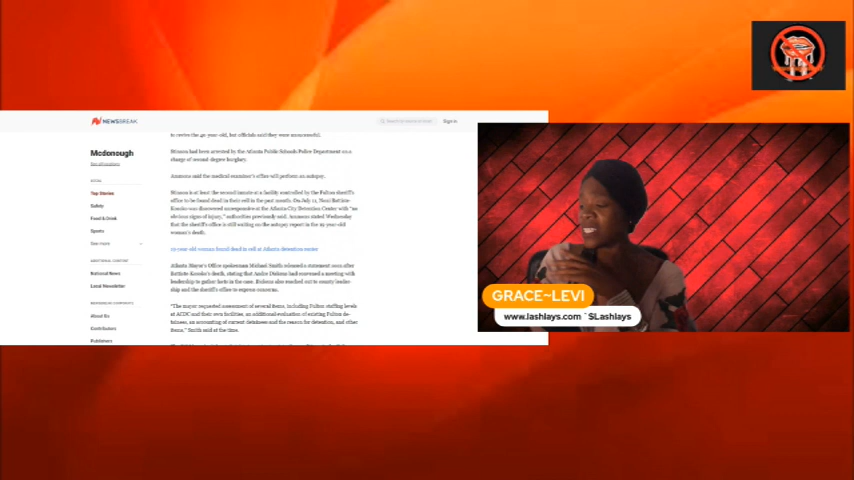 NEWSBREAK
Sign in
Mcdonough
Top Stories
Safety
Food & Drink
Sports
See more
National News
Local Newsletter
About Us
Contributors
Publishers
to revive the 40-year-old, but officials said they were unsuccessful.
had been arrested by the Atlanta Public Schools Police Department on a
charge of second-degree burglary.
Ammons said the medical examiner's office will perform an autopsy.
is at least the second inmate at a facility controlled by the Fulton sheriff's
office to be found dead in their cell in the past month. On July 11, Noni Battiste-
Kosoko was discovered unresponsive at the Atlanta City Detention Center with "no
obvious signs of injury," authorities previously said. Ammons stated Wednesday
that the sheriff's office is still waiting on the autopsy report in the 19-year-old
woman's death.
19-year-old woman found dead in cell at Atlanta detention center
Atlanta Mayor's Office spokesman Michael Smith released a statement soon after
Battiste-Kosoko's death, stating that Andre Dickens had convened a meeting with
leadership to gather facts in the case. Dickens also reached out to county leader-
ship and the sheriff's office to express concerns.
"The mayor requested assessment of several items, including Fulton staffing levels
at ACDC and their own facilities, an additional evaluation of existing Fulton de-
tainees, an accounting of current detainees and the reason for detention, and other
items," Smith said at the time.
GRACE-LEVI
www.lashlays.com `$Lashlays